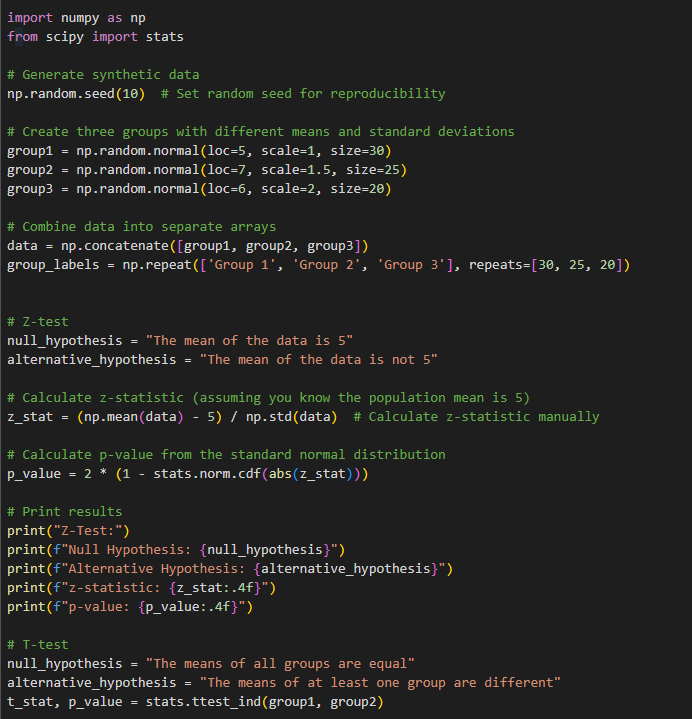 import numpy as np
from scipy import stats
# Generate synthetic data
np.random.seed(10)  # Set random seed for reproducibility
# Create three groups with different means and standard deviations
group1 = np.random.normal(loc=5, scale=1, size=30)
group2 = np.random.normal(loc=7, scale=1.5, size=25)
group3 = np.random.normal(loc=6, scale=2, size=20)
# Combine data into separate arrays
data = np.concatenate([group1, group2, group3])
group_labels = np.repeat(['Group 1', 'Group 2', 'Group 3'], repeats=[30, 25, 20])
# Z-test
null_hypothesis = "The mean of the data is 5"
alternative_hypothesis = "The mean of the data is not 5"
# Calculate z-statistic (assuming you know the population mean is 5)
z_stat = (np.mean(data) - 5) / np.std(data)  # Calculate z-statistic manually
# Calculate p-value from the standard normal distribution
p_value = 2 * (1 - stats.norm.cdf(abs(z_stat)))
# Print results
print("Z-Test:")
print(f"Null Hypothesis: {null_hypothesis}")
print(f"Alternative Hypothesis: {alternative_hypothesis}")
print(f"z-statistic: {z_stat:.4f}")
print(f"p-value: {p_value:.4f}")
# T-test
null_hypothesis = "The means of all groups are equal"
alternative_hypothesis = "The means of at least one group are different"
t_stat, p_value = stats.ttest_ind(group1, group2)